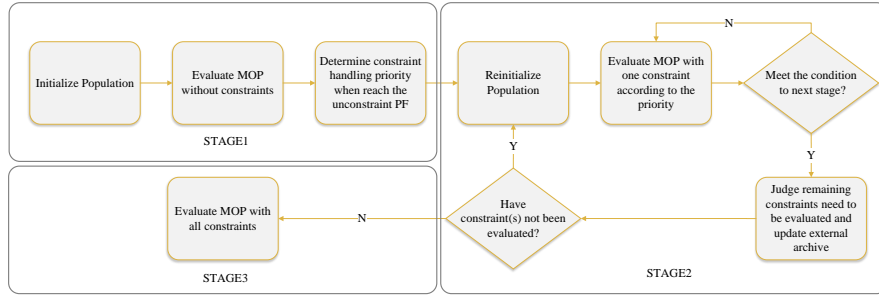 Initialize Population
Evaluate MOP
without constraints
Determine constraint
handling priority
when reach the
unconstraint PF
STAGE1
Reinitialize
Population
Evaluate MOP with
one constraint
according to the
priority
N
Meet the condition
to next stage?
Y
Judge remaining
constraints need to
be evaluated and
update external
archive
Have
constraint(s) not been
evaluated?
Y
N
STAGE2
Evaluate MOP with
all constraints
STAGE3